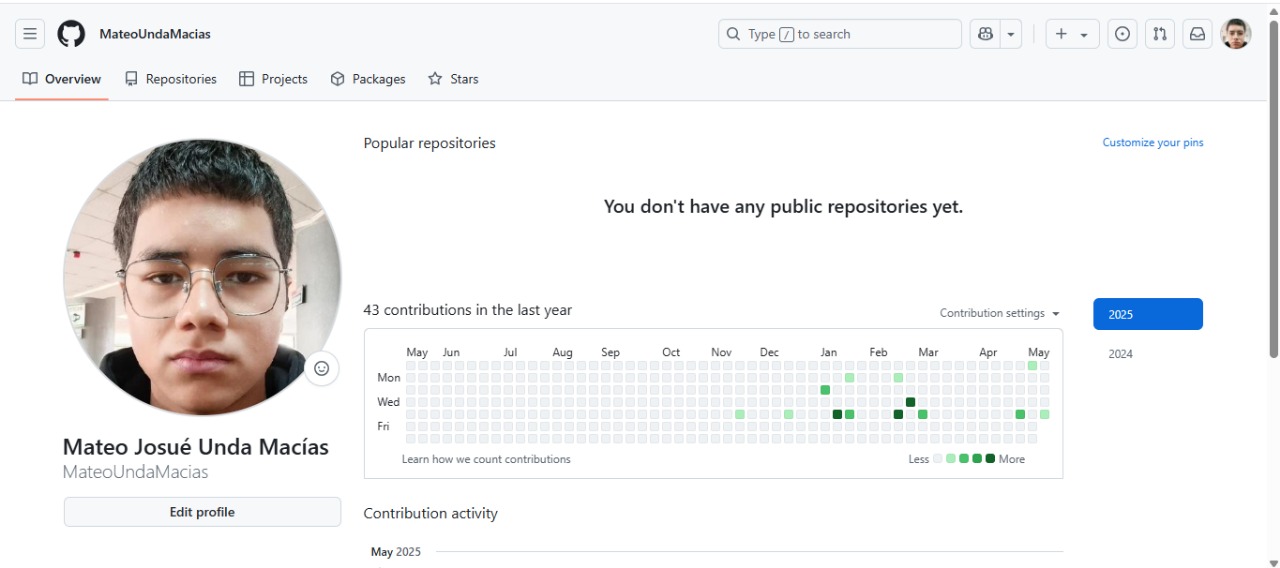 MateoUndaMacias
Type / to search
Overview Repositories Projects Packages Stars
Popular repositories
Customize your pins
You don't have any public repositories yet.
43 contributions in the last year
Contribution settings
2025
2024
May Jun Jul Aug Sep Oct Nov Dec Jan Feb Mar Apr May
Mon
Wed
Fri
Learn how we count contributions
Less More
Mateo Josué Unda Macías
MateoUndaMacias
Edit profile
Contribution activity
May 2025